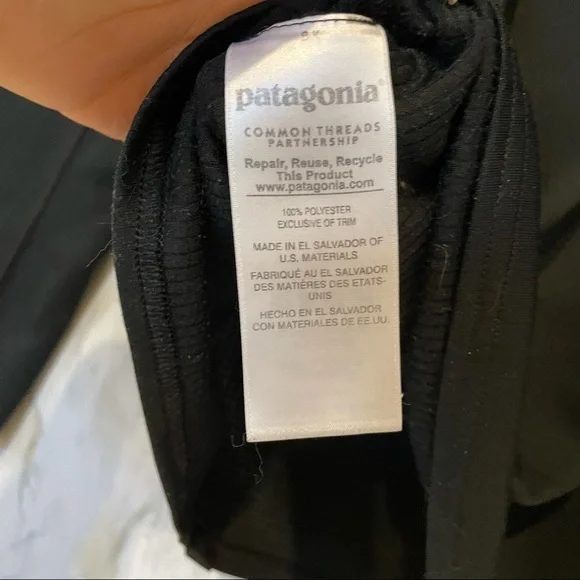 patagonia®
COMMON THREADS
PARTNERSHIP
Repair, Reuse, Recycle
This Product
www.patagonia.com
100% POLYESTER
EXCLUSIVE OF TRIM
MADE IN EL SALVADOR OF
U.S. MATERIALS
FABRIQUÉ AU EL SALVADOR
DES MATIÈRES DES ETATS-
UNIS
HECHO EN EL SALVADOR
CON MATERIALES DE EE.UU.